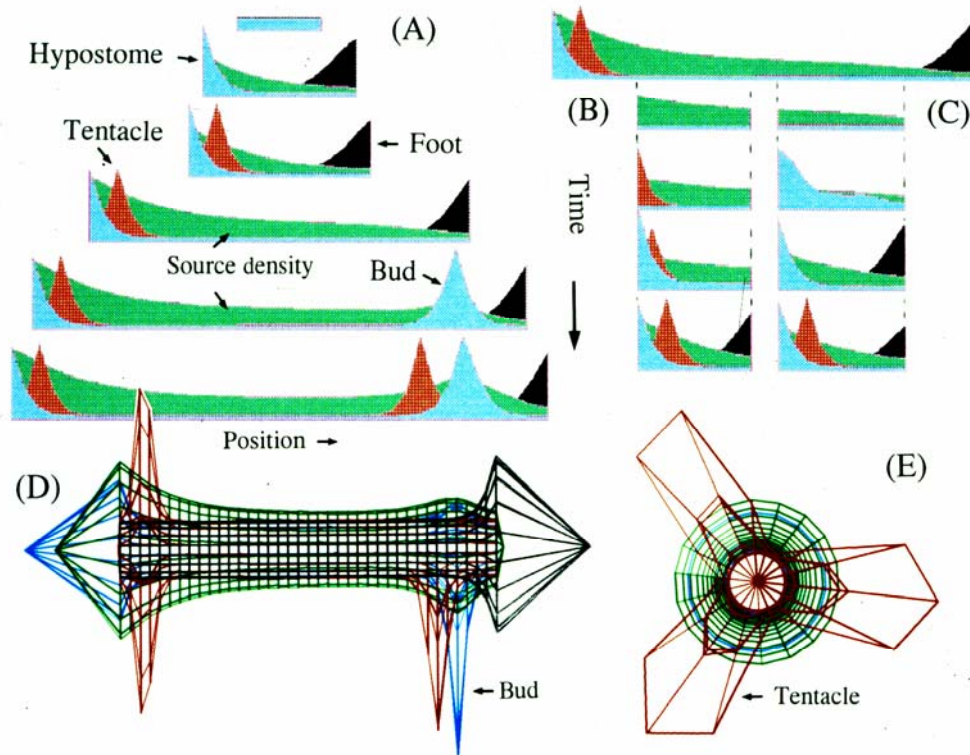 (A)
Hypostome
Tentacle
Foot
Source density
Bud
Position
(B)
(C)
Time
(D)
Bud
(E)
Tentacle